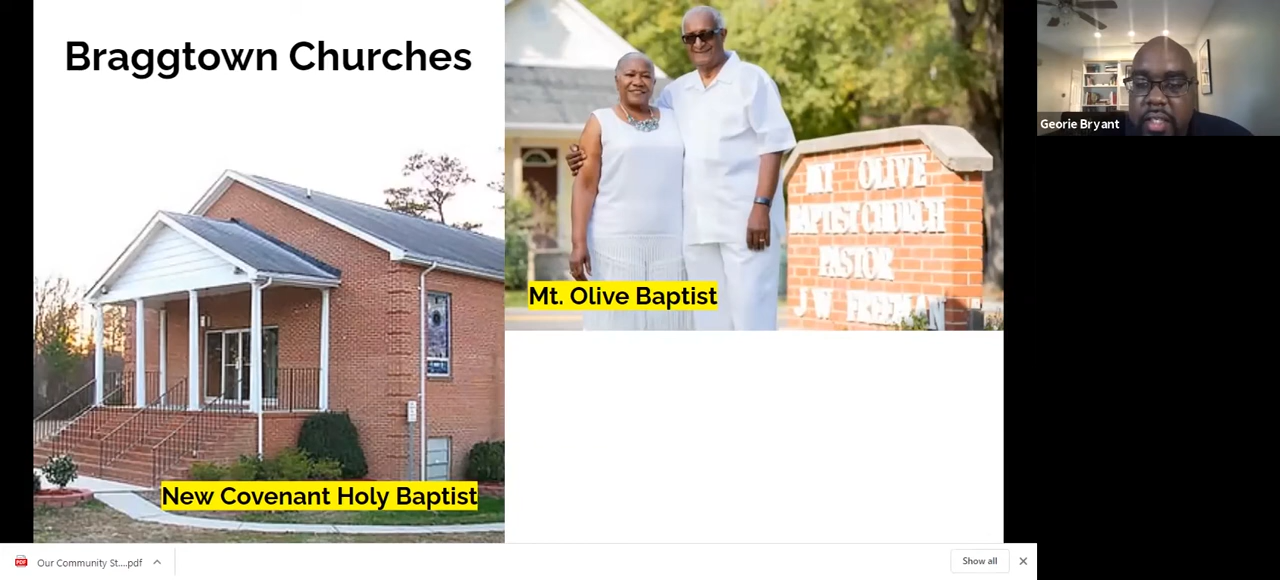 Braggtown Churches
MT OLIVE
BAPTIST CHURCH
PASTOR
J W FREEMAN
Mt. Olive Baptist
New Covenant Holy Baptist
Georie Bryant
PDF
Our Community St....pdf
Show all